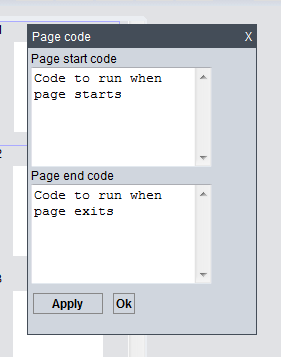 Page code X
Page start code
Code to run when
page starts
2
Page end code
Code to run when
page exits
Apply Ok